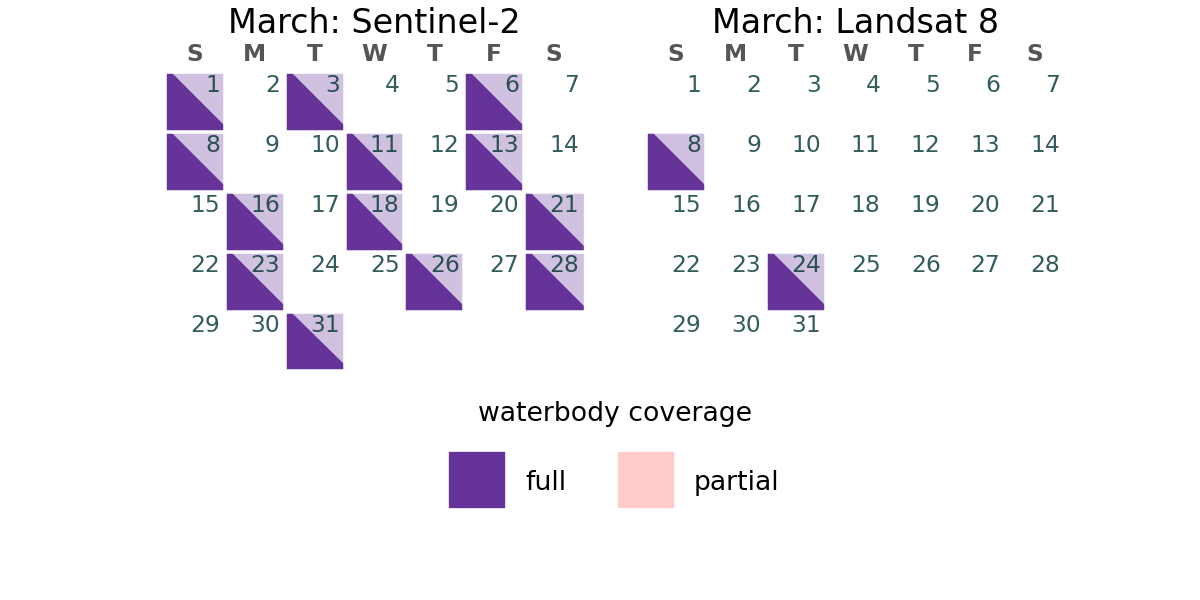 March: Sentinel-2
S M T W T F S
1 2 3 4 5 6 7
8 9 10 11 12 13 14
15 16 17 18 19 20 21
22 23 24 25 26 27 28
29 30 31
March: Landsat 8
S M T W T F S
1 2 3 4 5 6 7
8 9 10 11 12 13 14
15 16 17 18 19 20 21
22 23 24 25 26 27 28
29 30 31
waterbody coverage
full partial